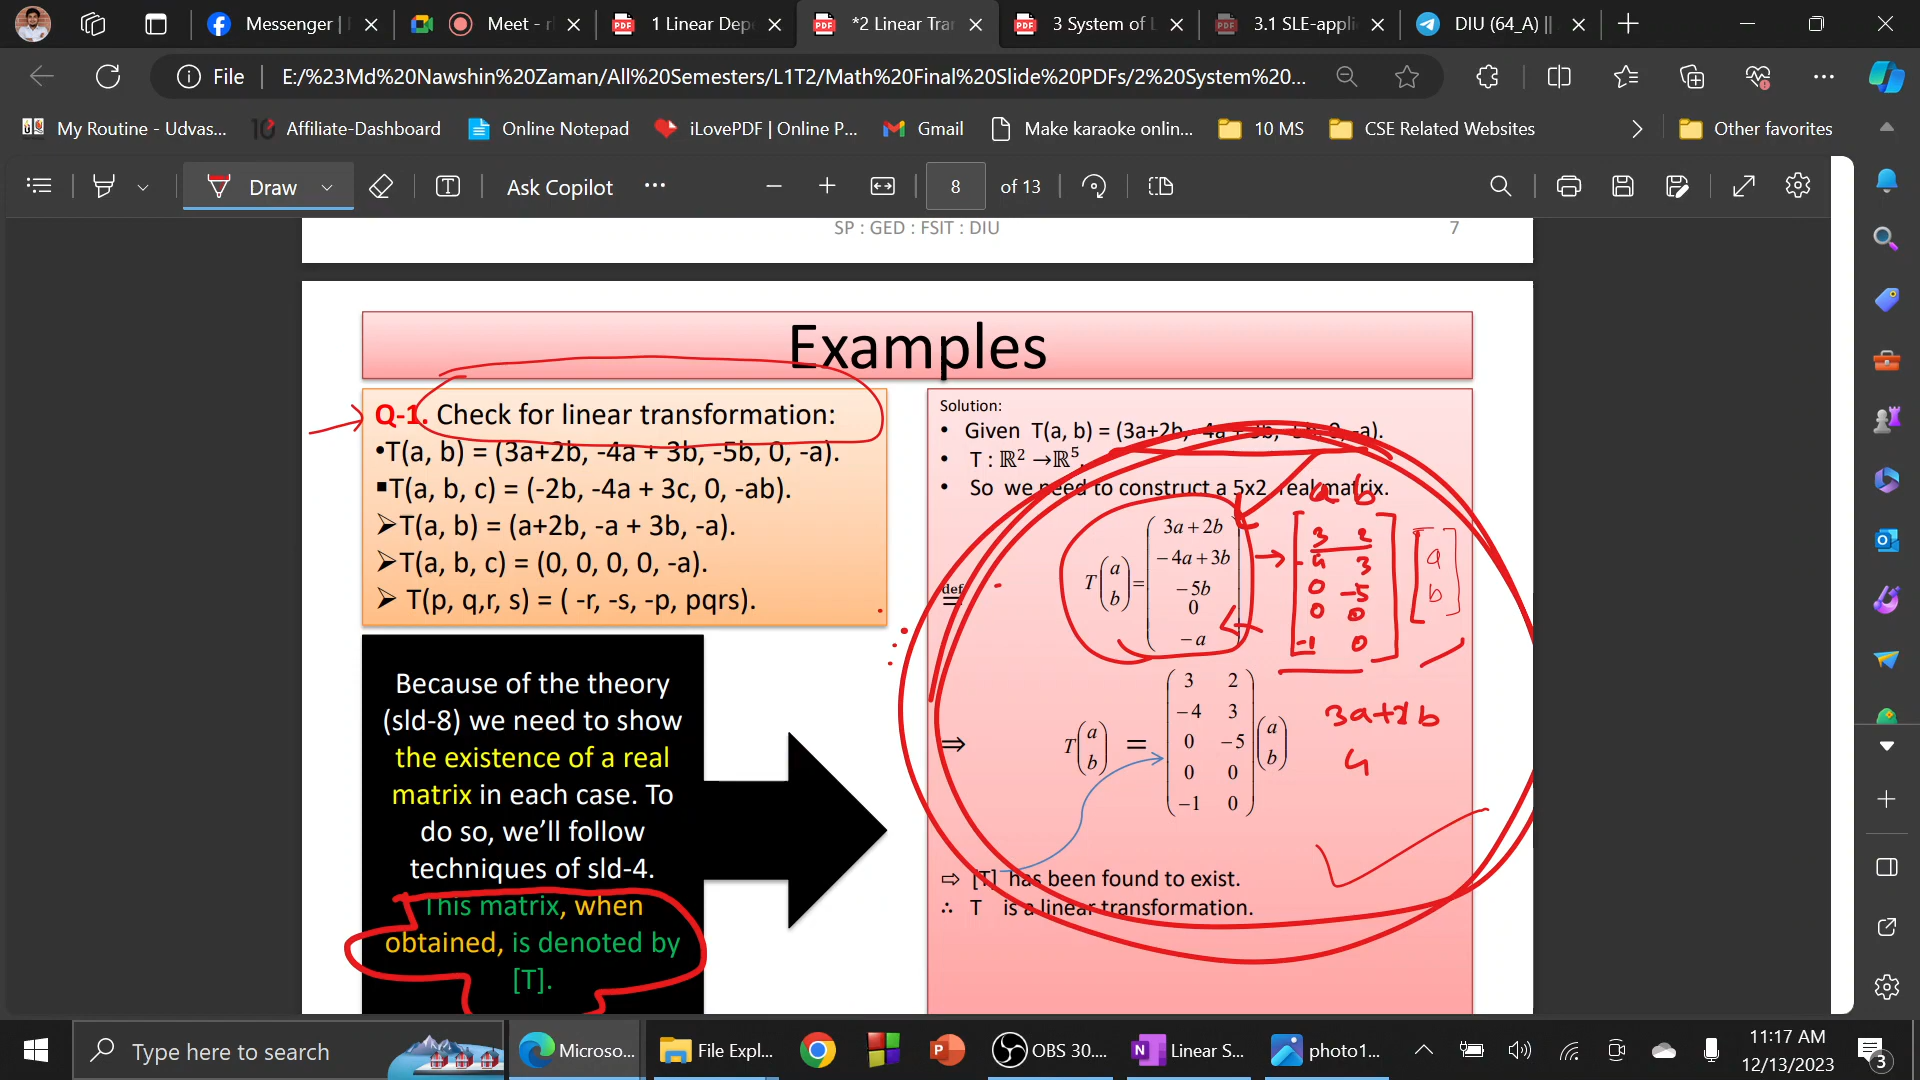 Messenger |
Meet - r
1 Linear Dep
*2 Linear Tra
3 System of L
3.1 SLE-appli
DIU (64_A) ||
File
E:/%23Md%20Nawshin%20Zaman/All%20Semesters/L1T2/Math%20Final%20Slide%20PDFs/2%20System%20...
My Routine - Udvas...
Affiliate-Dashboard
Online Notepad
iLovePDF | Online P...
Gmail
Make karaoke onlin...
10 MS
CSE Related Websites
Other favorites
Draw
Ask Copilot
8
of 13
SP : GED : FSIT : DIU
7
Examples
Q-1. Check for linear transformation:
•T(a, b) = (3a+2b, -4a + 3b, -5b, 0, -a).
▪T(a, b, c) = (-2b, -4a + 3c, 0, -ab).
➢T(a, b) = (a+2b, -a + 3b, -a).
➢T(a, b, c) = (0, 0, 0, 0, -a).
➢ T(p, q,r, s) = ( -r, -s, -p, pqrs).
Because of the theory
(sld-8) we need to show
the existence of a real
matrix in each case. To
do so, we'll follow
techniques of sld-4.
This matrix, when
obtained, is denoted by
[T].
Solution:
• Given T(a, b) = (3a+2b, -4a + 3b, -5b, 0, -a).
• T : ℝ² →ℝ⁵.
• So we need to construct a 5x2 real matrix.
a b
def
=
T (a b) = (3a+2b
-4a+3b
-5b
0
-a)
3 2
-4 3
0 -5
0 0
-1 0
a
b
⇒ T (a b) = (3 2
-4 3
0 -5
0 0
-1 0) (a b)
3a+2b
4
⇨ [T] has been found to exist.
∴ T is a linear transformation.
Type here to search
Microso...
File Expl...
OBS 30....
Linear S...
photo1...
11:17 AM
12/13/2023
3